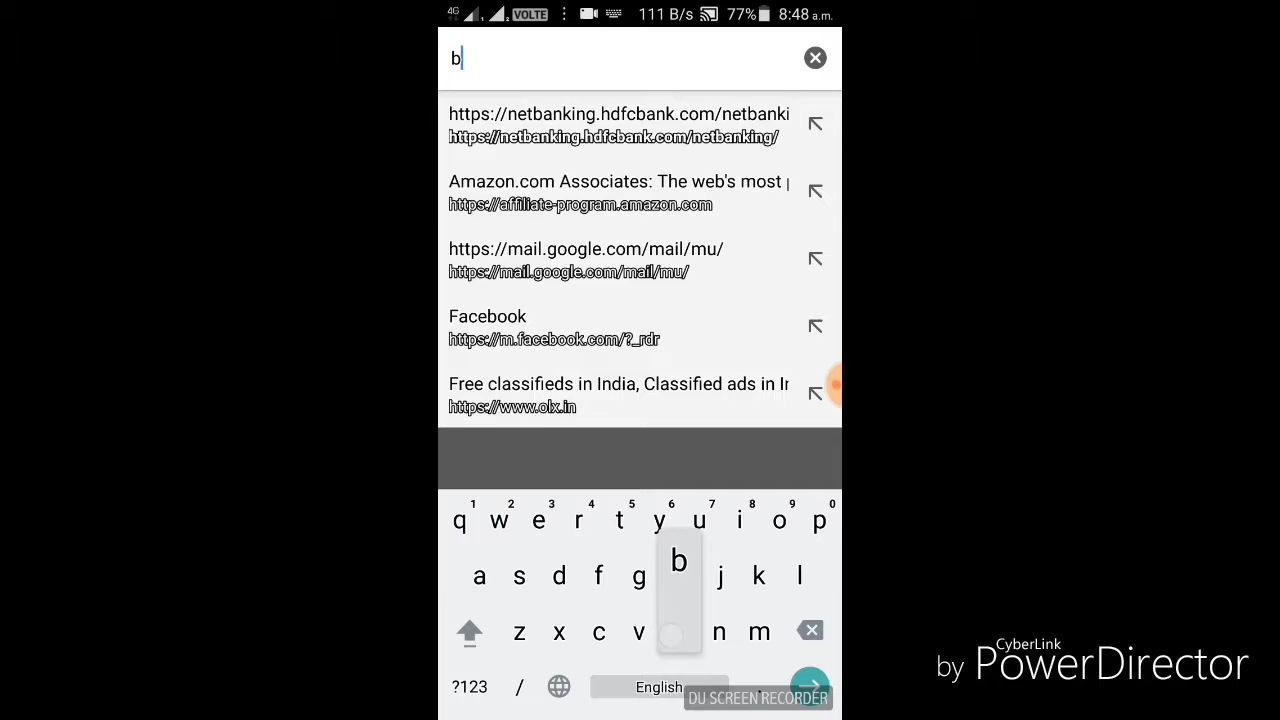 4G 1 2 VOLTE 111 B/s 77% 8:48 a.m.
b
https://netbanking.hdfcbank.com/netbanki
https://netbanking.hdfcbank.com/netbanking/
Amazon.com Associates: The web's most
https://affiliate-program.amazon.com
https://mail.google.com/mail/mu/
https://mail.google.com/mail/mu/
Facebook
https://m.facebook.com/?_rdr
Free classifieds in India, Classified ads in In
https://www.olx.in
1 2 3 4 5 6 7 8 9 0
q w e r t y u i o p
b
a s d f g j k l
z x c v n m
?123 / English .
DU SCREEN RECORDER
by CyberLink PowerDirector